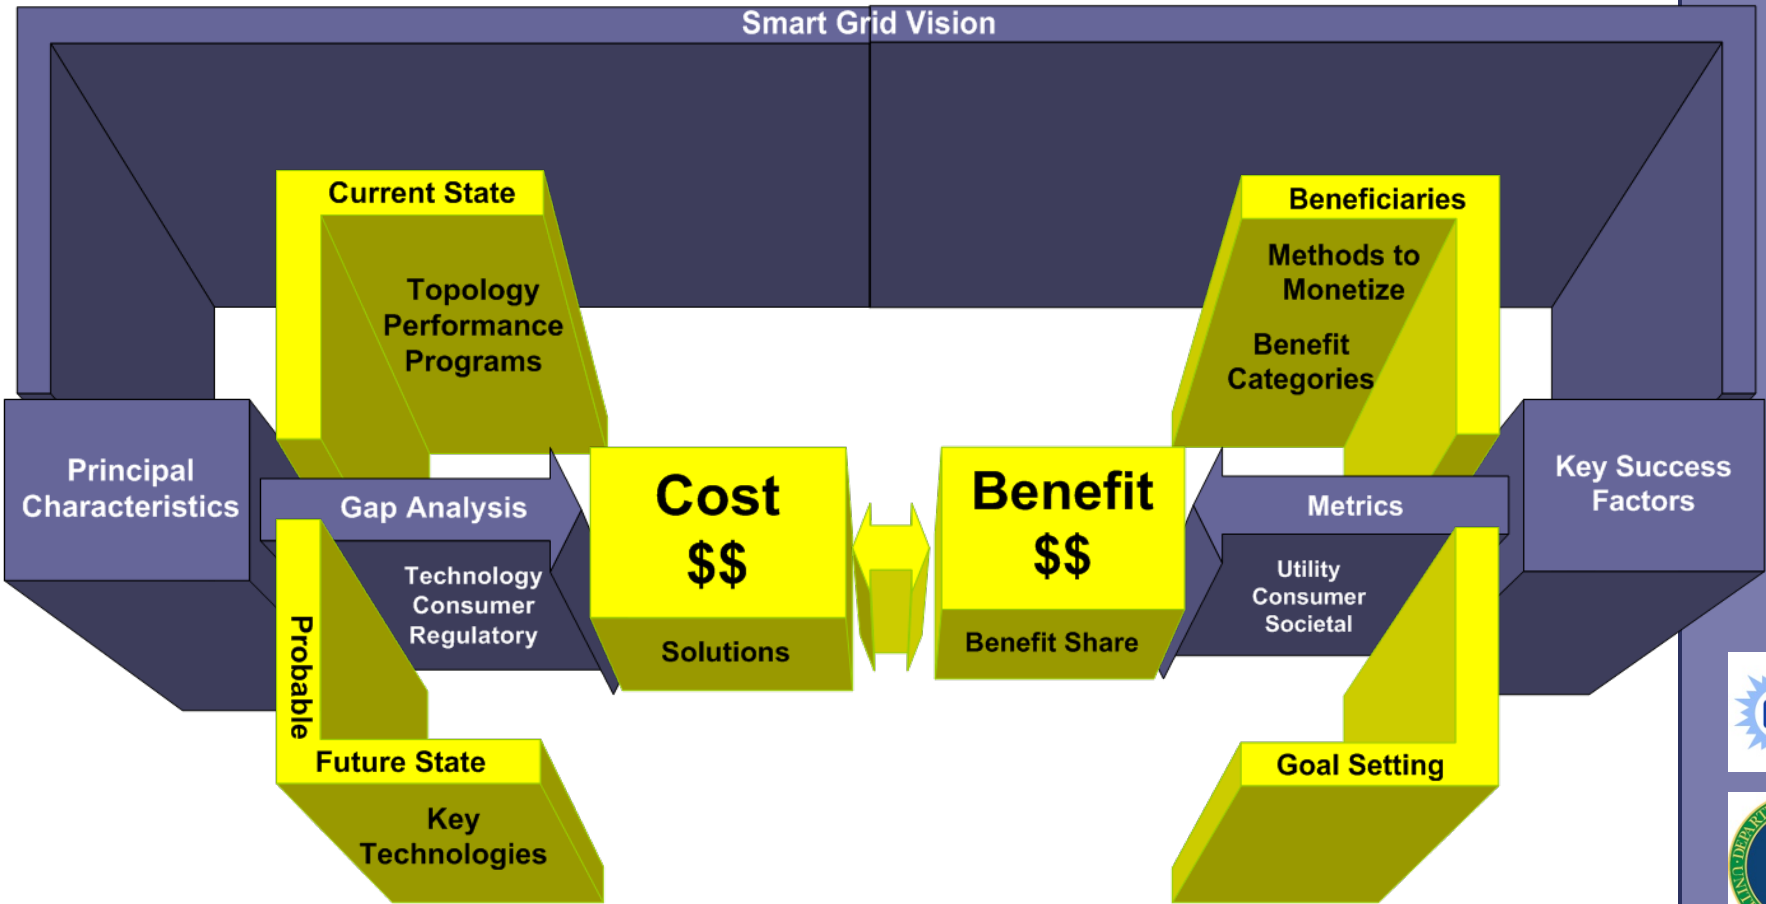 Smart Grid Vision
Current State
Topology
Performance
Programs
Beneficiaries
Methods to
Monetize
Benefit
Categories
Principal
Characteristics
Gap Analysis
Technology
Consumer
Regulatory
Cost
$$
Solutions
Benefit
$$
Benefit Share
Metrics
Utility
Consumer
Societal
Key Success
Factors
Probable
Future State
Key
Technologies
Goal Setting